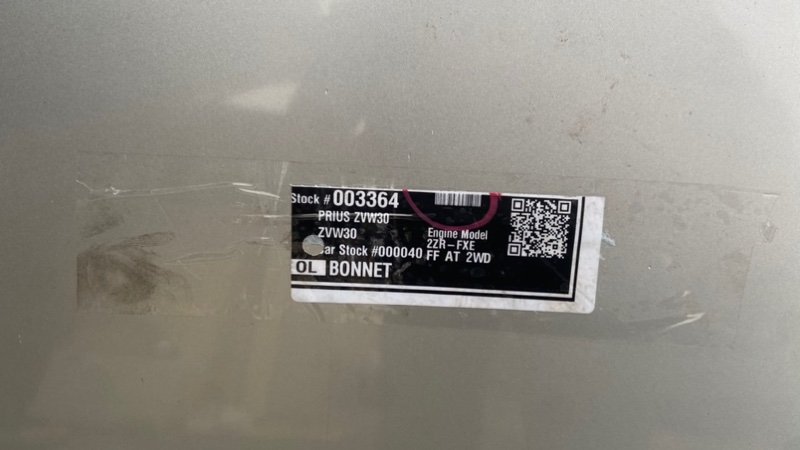 Stock # 003364
PRIUS ZVW30
ZVW30
Engine Model
2ZR-FXE
ar Stock #000040
FF AT 2WD
OL BONNET